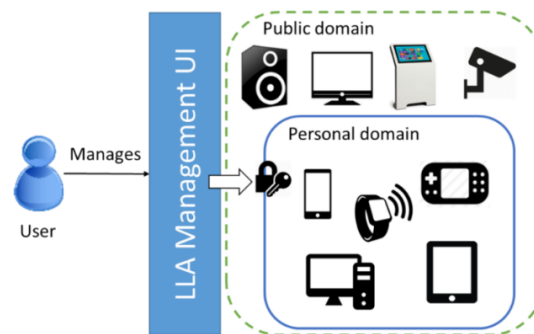 Public domain
Personal domain
Manages
User
LLA Management UI